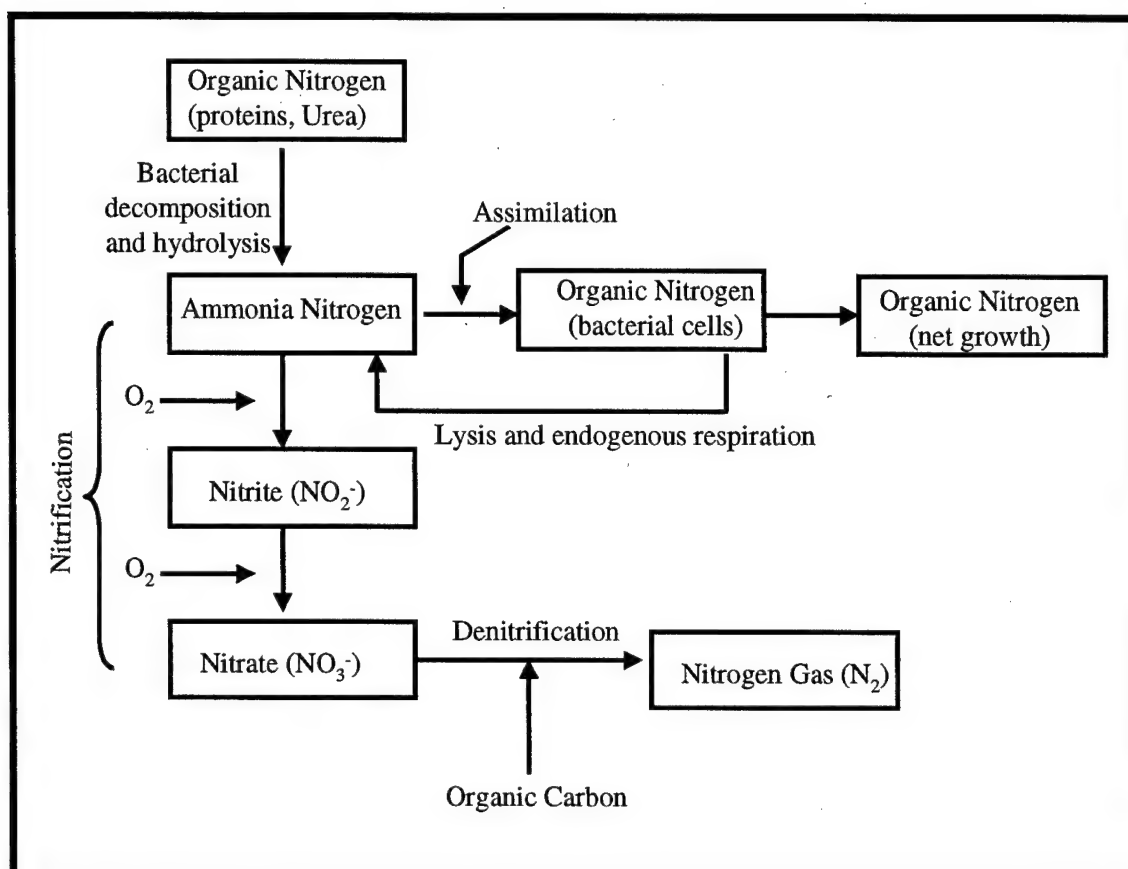 Organic Nitrogen
(proteins, Urea)
Bacterial
decomposition
and hydrolysis
Assimilation
Ammonia Nitrogen
Organic Nitrogen
(bacterial cells)
Organic Nitrogen
(net growth)
O₂
Lysis and endogenous respiration
Nitrification
Nitrite (NO₂⁻)
O₂
Denitrification
Nitrate (NO₃⁻)
Nitrogen Gas (N₂)
Organic Carbon